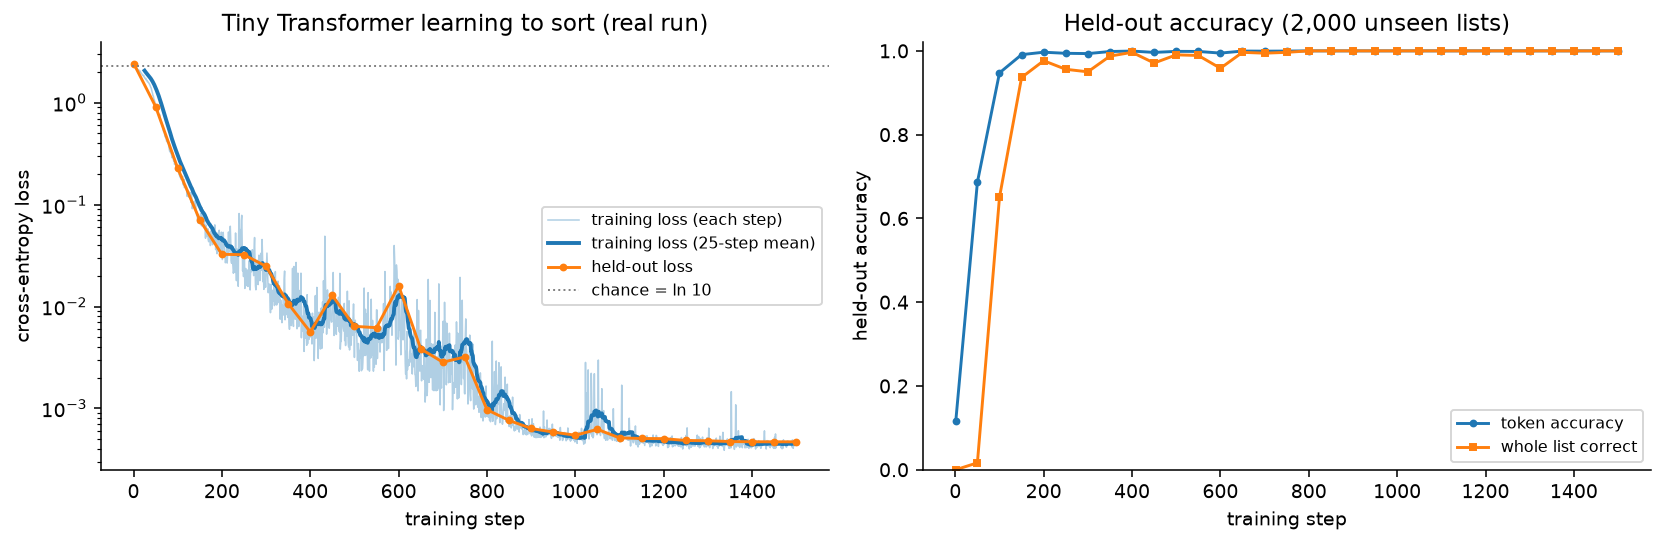 Tiny Transformer learning to sort (real run)
cross-entropy loss
10⁰
10⁻¹
10⁻²
10⁻³
training loss (each step)
training loss (25-step mean)
held-out loss
chance = ln 10
0 200 400 600 800 1000 1200 1400
training step
Held-out accuracy (2,000 unseen lists)
held-out accuracy
1.0
0.8
0.6
0.4
0.2
0.0
token accuracy
whole list correct
0 200 400 600 800 1000 1200 1400
training step